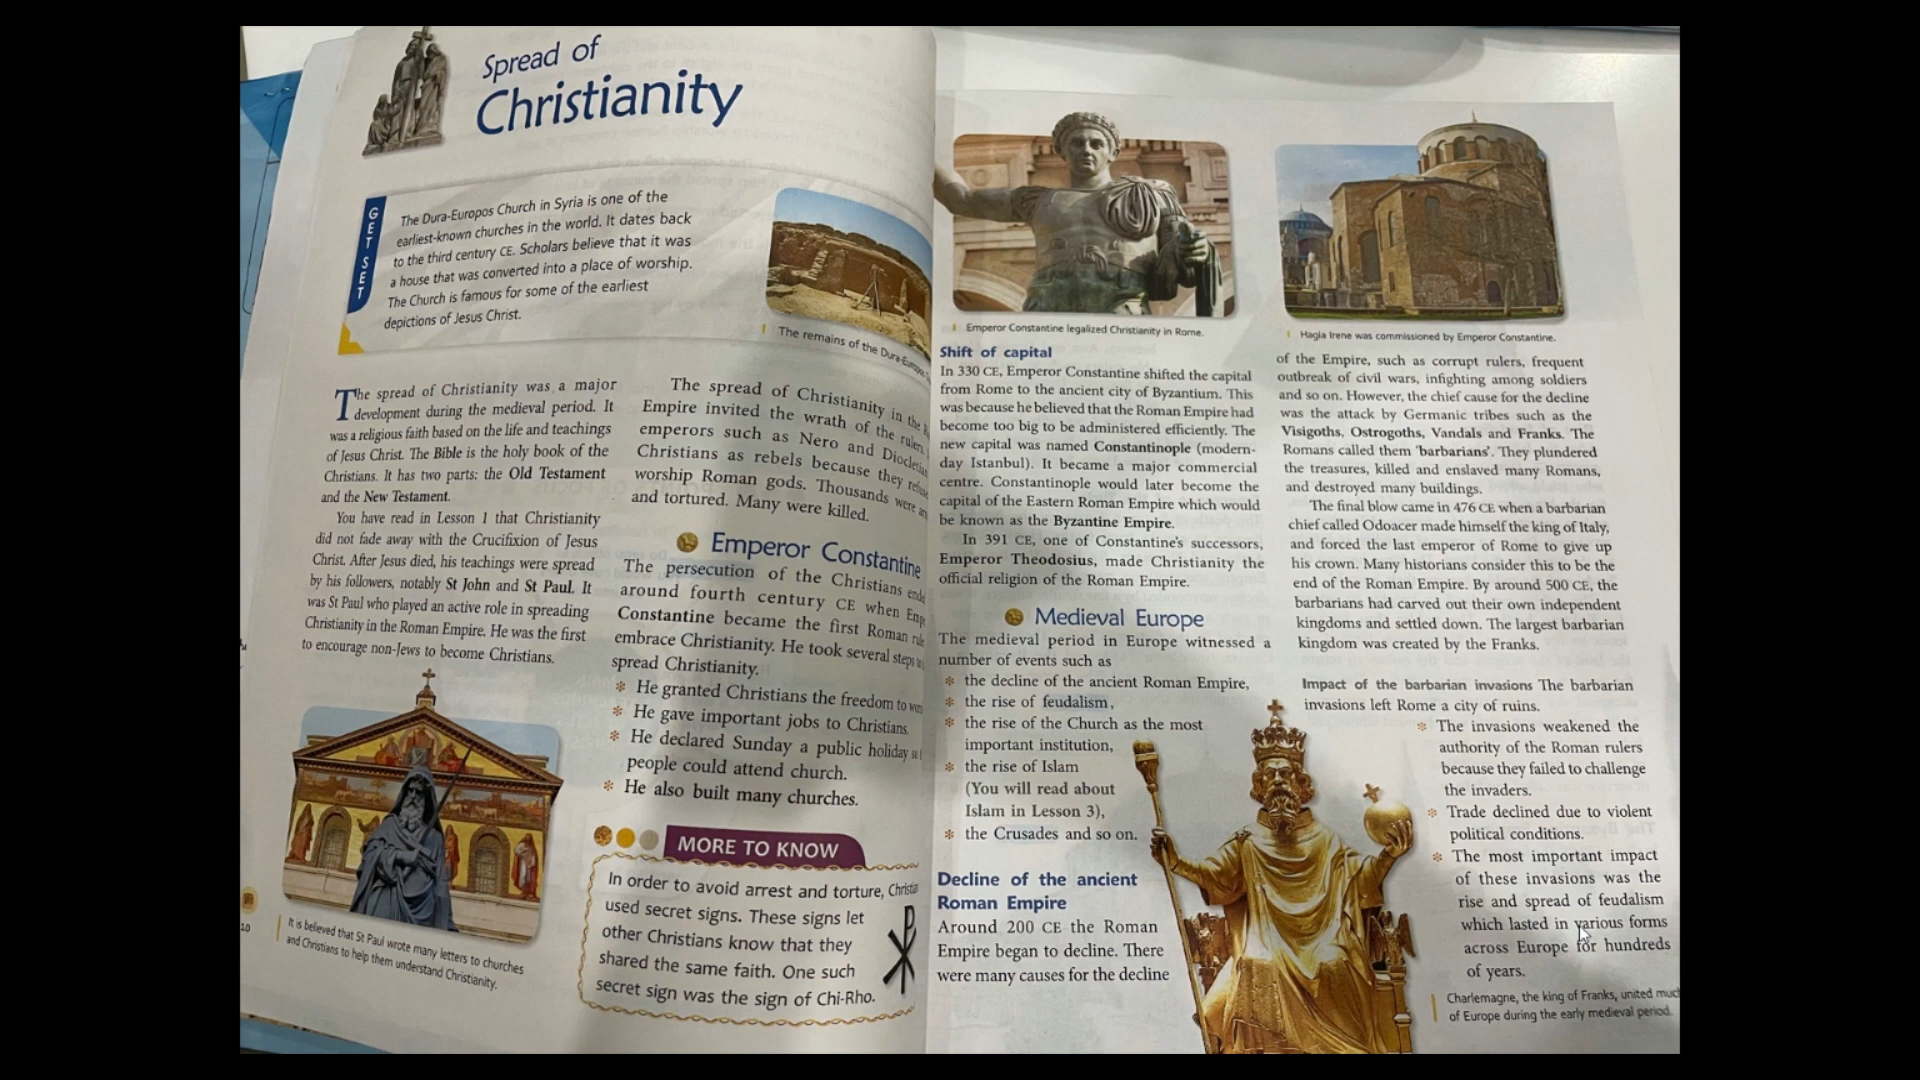 Spread of
Christianity
GET SET
The Dura-Europos Church in Syria is one of the
earliest-known churches in the world. It dates back
to the third century CE. Scholars believe that it was
a house that was converted into a place of worship.
The Church is famous for some of the earliest
depictions of Jesus Christ.
The remains of the Dura-Europos
The spread of Christianity was a major
development during the medieval period. It
was a religious faith based on the life and teachings
of Jesus Christ. The Bible is the holy book of the
Christians. It has two parts: the Old Testament
and the New Testament.
You have read in Lesson 1 that Christianity
did not fade away with the Crucifixion of Jesus
Christ. After Jesus died, his teachings were spread
by his followers, notably St John and St Paul. It
was St Paul who played an active role in spreading
Christianity in the Roman Empire. He was the first
to encourage non-Jews to become Christians.
It is believed that St Paul wrote many letters to churches
and Christians to help them understand Christianity.
10
The spread of Christianity in the
Empire invited the wrath of the rulers.
emperors such as Nero and Diocletian
Christians as rebels because they
worship Roman gods. Thousands were
and tortured. Many were killed.
Emperor Constantine
The persecution of the Christians
around fourth century CE when
Constantine became the first Roman
embrace Christianity. He took several steps
spread Christianity.
* He granted Christians the freedom to
* He gave important jobs to Christians.
* He declared Sunday a public holiday
people could attend church.
* He also built many churches.
MORE TO KNOW
In order to avoid arrest and torture,
used secret signs. These signs let
other Christians know that they
shared the same faith. One such
secret sign was the sign of Chi-Rho.
Emperor Constantine legalized Christianity in Rome.
Shift of capital
In 330 CE, Emperor Constantine shifted the capital
from Rome to the ancient city of Byzantium. This
was because he believed that the Roman Empire had
become too big to be administered efficiently. The
new capital was named Constantinople (modern-
day Istanbul). It became a major commercial
centre. Constantinople would later become the
capital of the Eastern Roman Empire which would
be known as the Byzantine Empire.
In 391 CE, one of Constantine's successors,
Emperor Theodosius, made Christianity the
official religion of the Roman Empire.
Medieval Europe
The medieval period in Europe witnessed a
number of events such as
* the decline of the ancient Roman Empire,
* the rise of feudalism,
* the rise of the Church as the most
important institution,
* the rise of Islam
(You will read about
Islam in Lesson 3),
* the Crusades and so on.
Decline of the ancient
Roman Empire
Around 200 CE the Roman
Empire began to decline. There
were many causes for the decline
Hagia Irene was commissioned by Emperor Constantine.
of the Empire, such as corrupt rulers, frequent
outbreak of civil wars, infighting among soldiers
and so on. However, the chief cause for the decline
was the attack by Germanic tribes such as the
Visigoths, Ostrogoths, Vandals and Franks. The
Romans called them 'barbarians'. They plundered
the treasures, killed and enslaved many Romans,
and destroyed many buildings.
The final blow came in 476 CE when a barbarian
chief called Odoacer made himself the king of Italy,
and forced the last emperor of Rome to give up
his crown. Many historians consider this to be the
end of the Roman Empire. By around 500 CE, the
barbarians had carved out their own independent
kingdoms and settled down. The largest barbarian
kingdom was created by the Franks.
Impact of the barbarian invasions The barbarian
invasions left Rome a city of ruins.
* The invasions weakened the
authority of the Roman rulers
because they failed to challenge
the invaders.
* Trade declined due to violent
political conditions.
* The most important impact
of these invasions was the
rise and spread of feudalism
which lasted in various forms
across Europe for hundreds
of years.
Charlemagne, the king of Franks, united much
of Europe during the early medieval period.